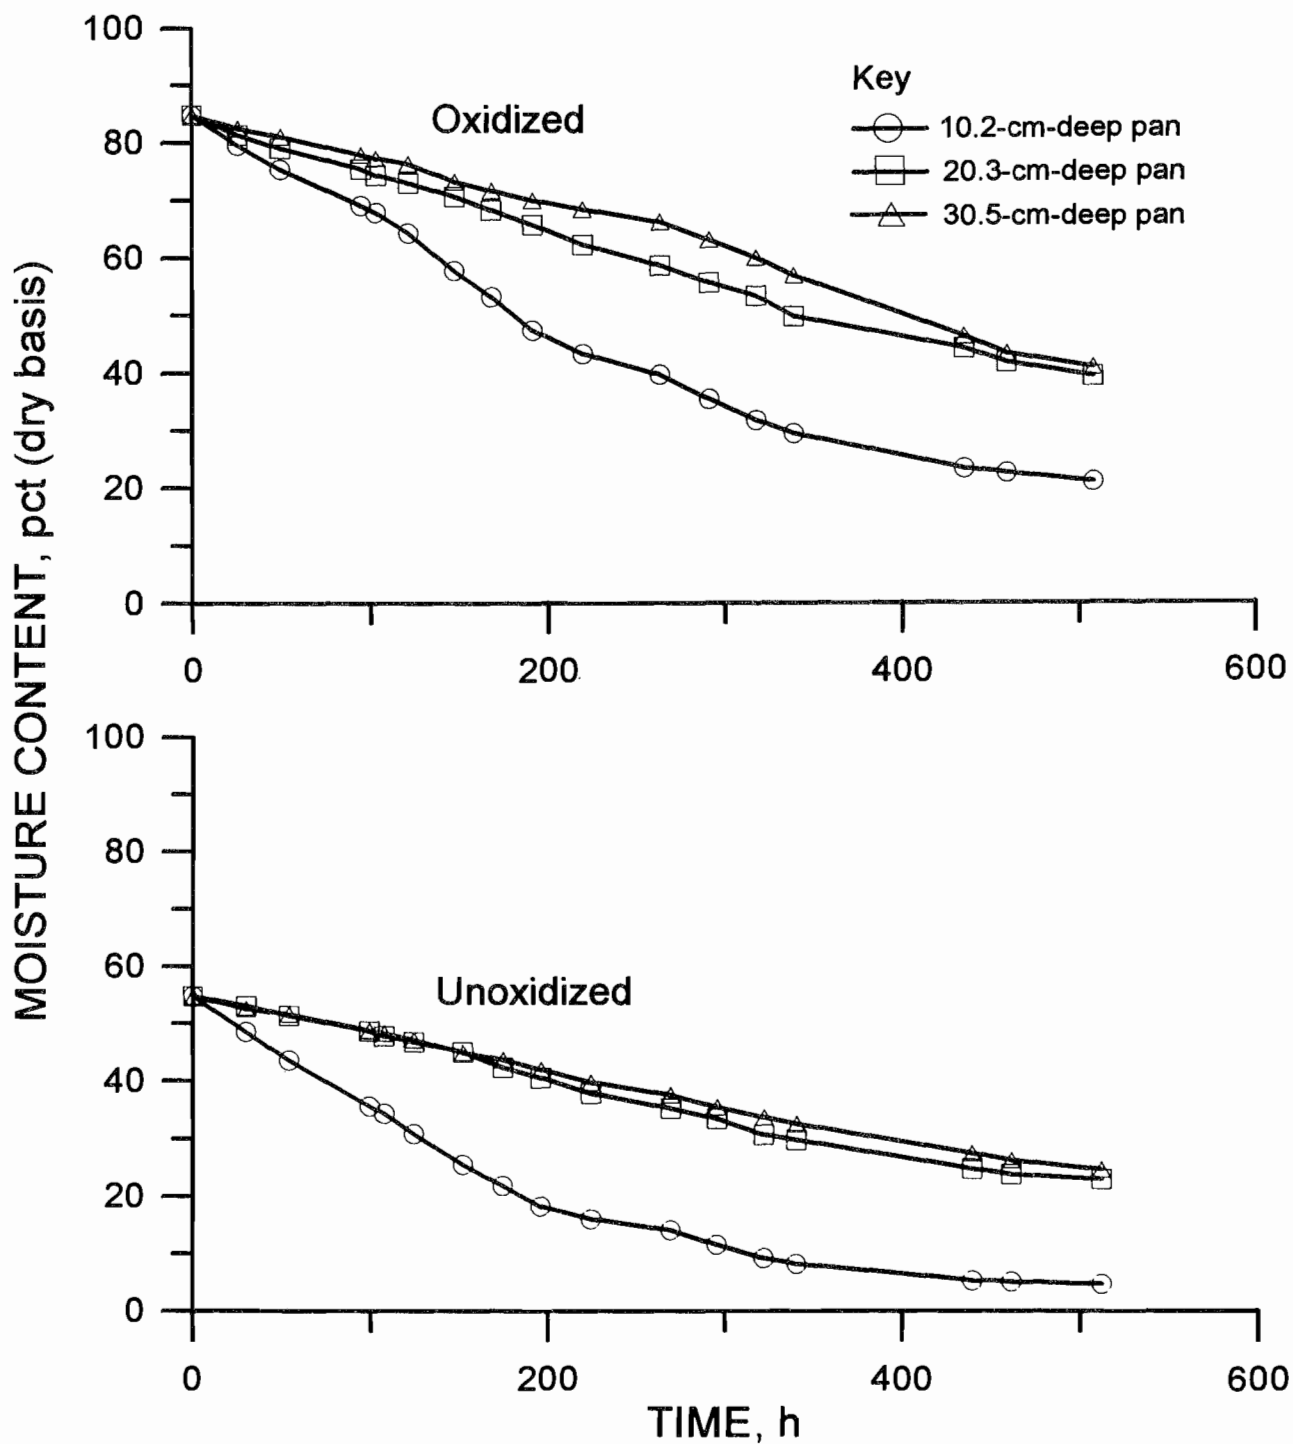 MOISTURE CONTENT, pct (dry basis)
100
80
60
40
20
0
Oxidized
Key
10.2-cm-deep pan
20.3-cm-deep pan
30.5-cm-deep pan
0 200 400 600
100
80
60
40
20
0
Unoxidized
0 200 400 600
TIME, h